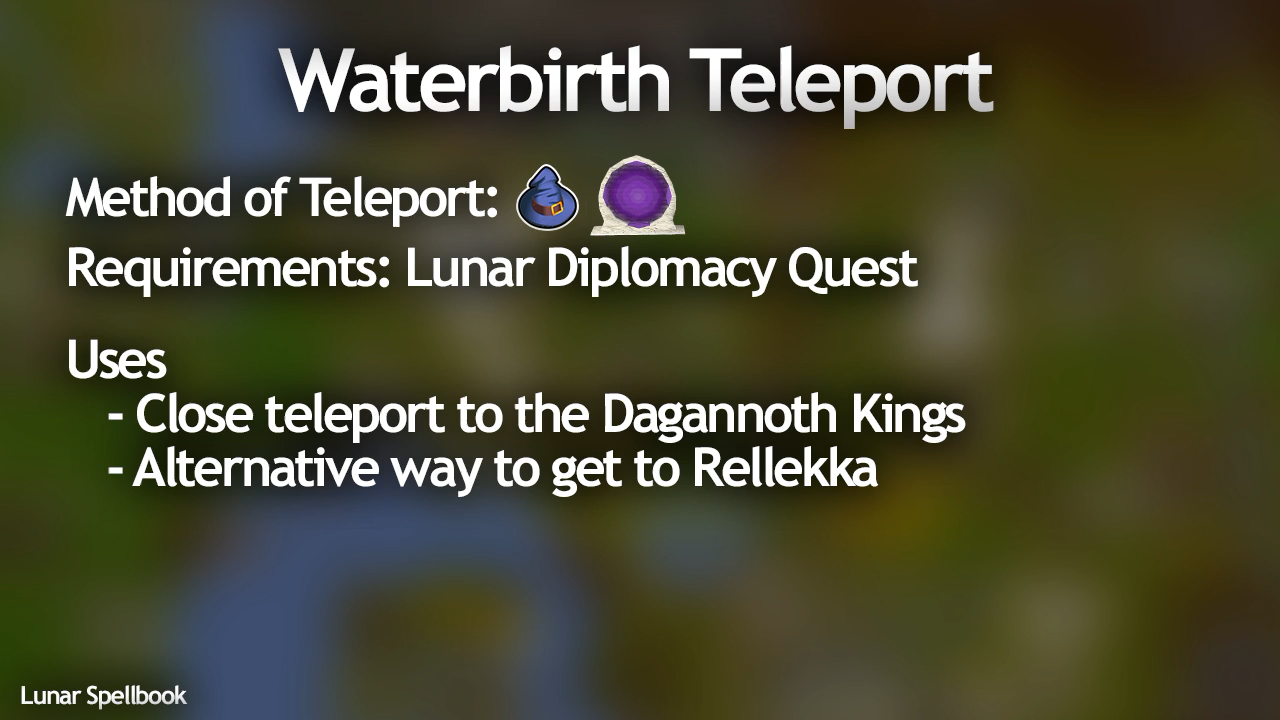 Waterbirth Teleport
Method of Teleport:
Requirements: Lunar Diplomacy Quest
Uses
- Close teleport to the Dagannoth Kings
- Alternative way to get to Rellekka
Lunar Spellbook